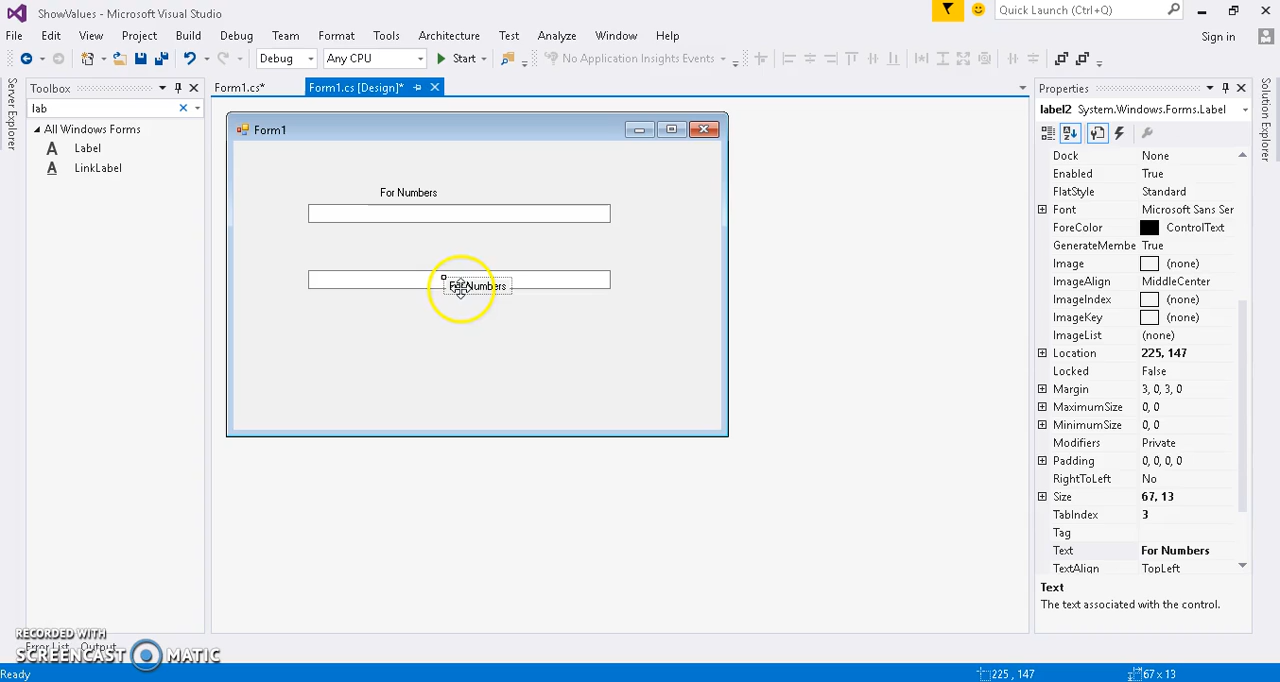 ShowValues - Microsoft Visual Studio
Quick Launch (Ctrl+Q)
File Edit View Project Build Debug Team Format Tools Architecture Test Analyze Window Help
Sign in
Debug Any CPU Start No Application Insights Events
Server Explorer
Toolbox
lab
All Windows Forms
A Label
A LinkLabel
Form1.cs*
Form1.cs [Design]*
Form1
For Numbers
For Numbers
Properties
label2 System.Windows.Forms.Label
Dock None
Enabled True
FlatStyle Standard
Font Microsoft Sans Ser
ForeColor ControlText
GenerateMembe True
Image (none)
ImageAlign MiddleCenter
ImageIndex (none)
ImageKey (none)
ImageList (none)
Location 225, 147
Locked False
Margin 3, 0, 3, 0
MaximumSize 0, 0
MinimumSize 0, 0
Modifiers Private
Padding 0, 0, 0, 0
RightToLeft No
Size 67, 13
TabIndex 3
Tag
Text For Numbers
TextAlign TopLeft
Text
The text associated with the control.
Solution Explorer
RECORDED WITH
SCREENCAST MATIC
Error List Output
Ready
225 , 147
67 x 13